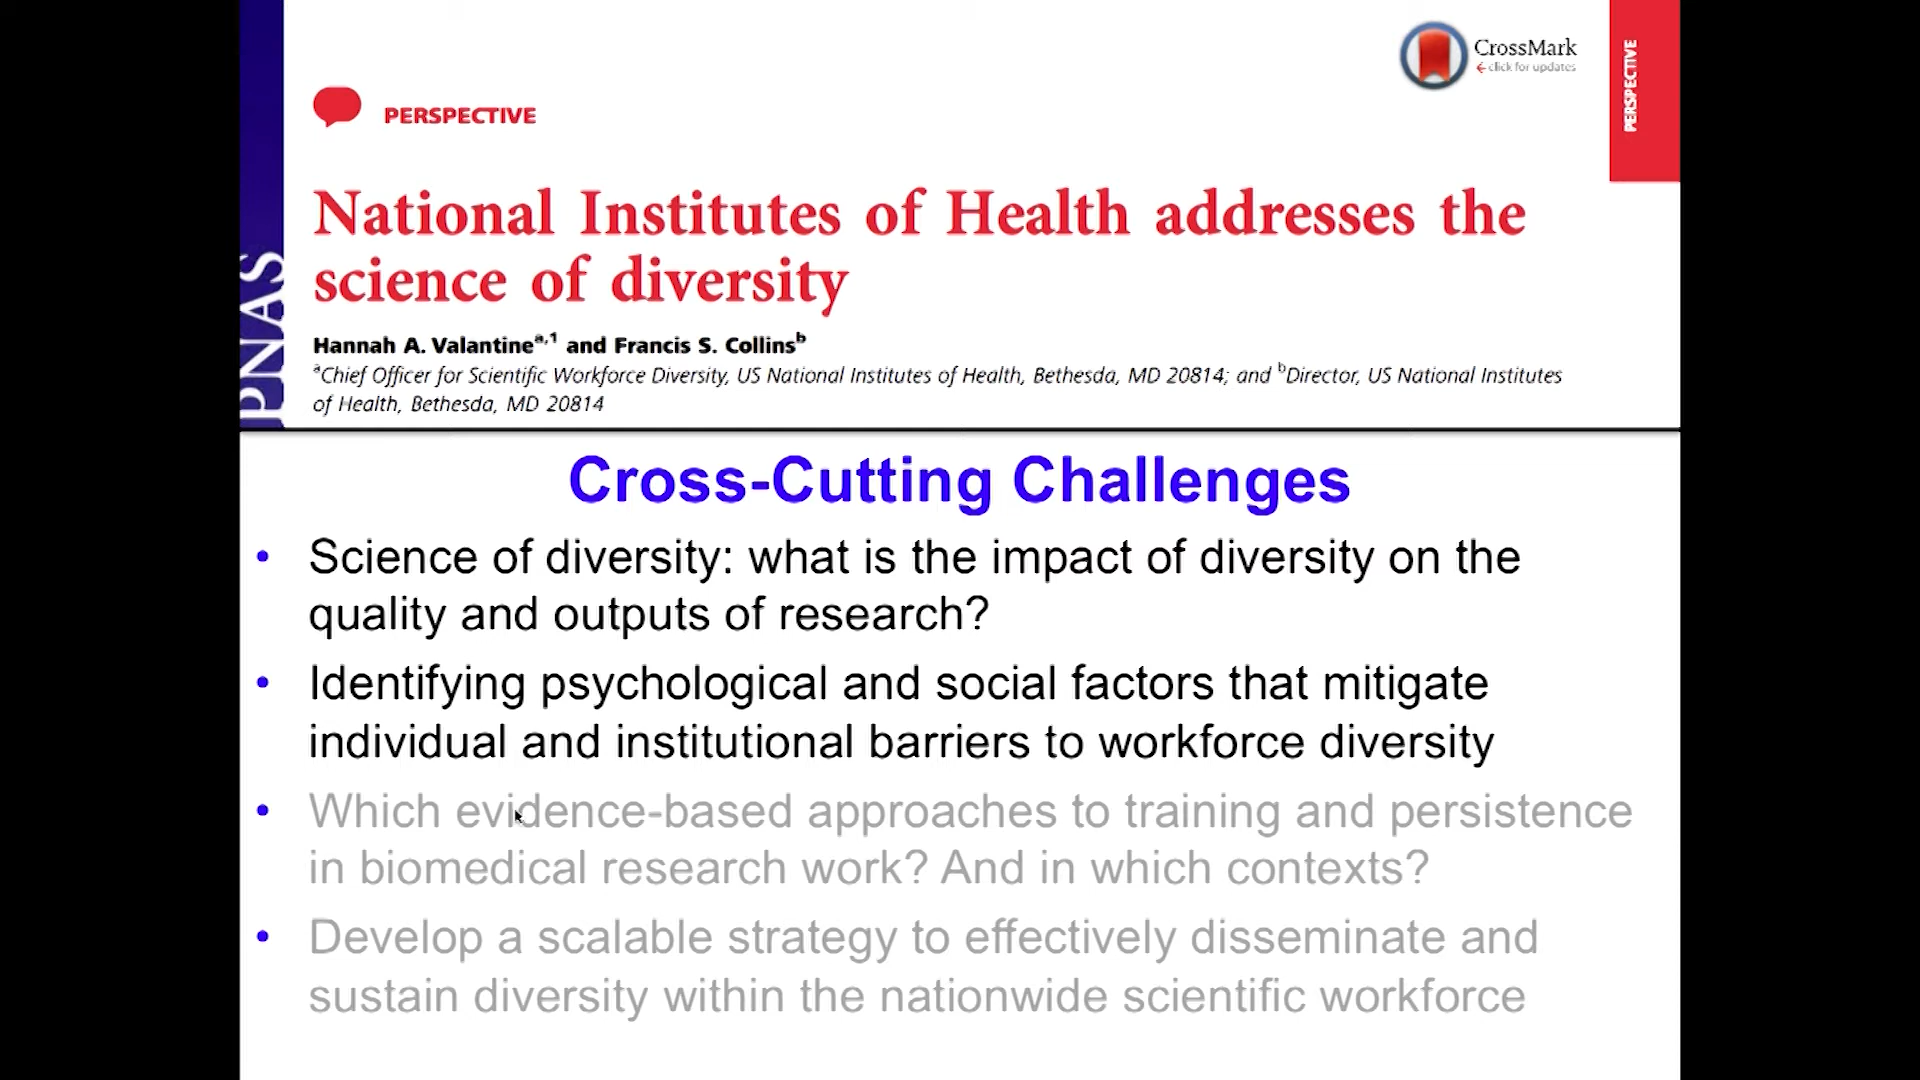 CrossMark
click for updates
PERSPECTIVE
PERSPECTIVE
National Institutes of Health addresses the
science of diversity
PNAS
Hannah A. Valantineᵃ,¹ and Francis S. Collinsᵇ
ᵃChief Officer for Scientific Workforce Diversity, US National Institutes of Health, Bethesda, MD 20814; and ᵇDirector, US National Institutes
of Health, Bethesda, MD 20814
Cross-Cutting Challenges
• Science of diversity: what is the impact of diversity on the
quality and outputs of research?
• Identifying psychological and social factors that mitigate
individual and institutional barriers to workforce diversity
• Which evidence-based approaches to training and persistence
in biomedical research work? And in which contexts?
• Develop a scalable strategy to effectively disseminate and
sustain diversity within the nationwide scientific workforce